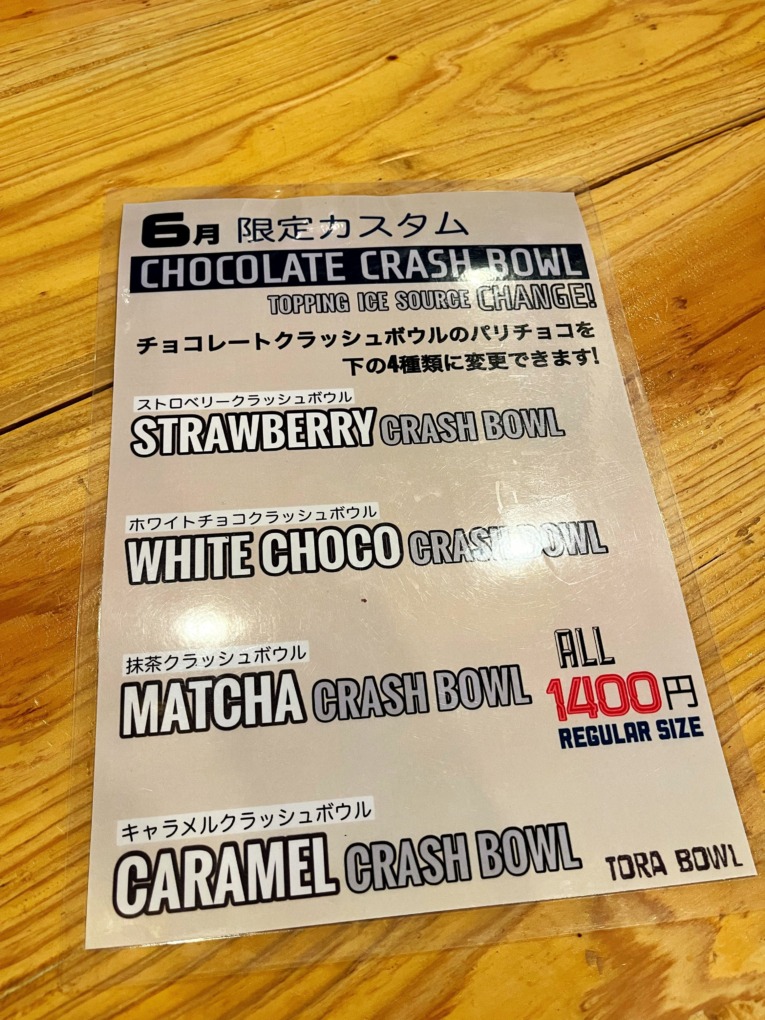 6月 限定カスタム
CHOCOLATE CRASH BOWL
TOPPING ICE SOURCE CHANGE!
チョコレートクラッシュボウルのパリチョコを
下の4種類に変更できます!
ストロベリークラッシュボウル
STRAWBERRY CRASH BOWL
ホワイトチョコクラッシュボウル
WHITE CHOCO CRASH BOWL
抹茶クラッシュボウル
MATCHA CRASH BOWL
ALL
1400円
REGULAR SIZE
キャラメルクラッシュボウル
CARAMEL CRASH BOWL
TORA BOWL